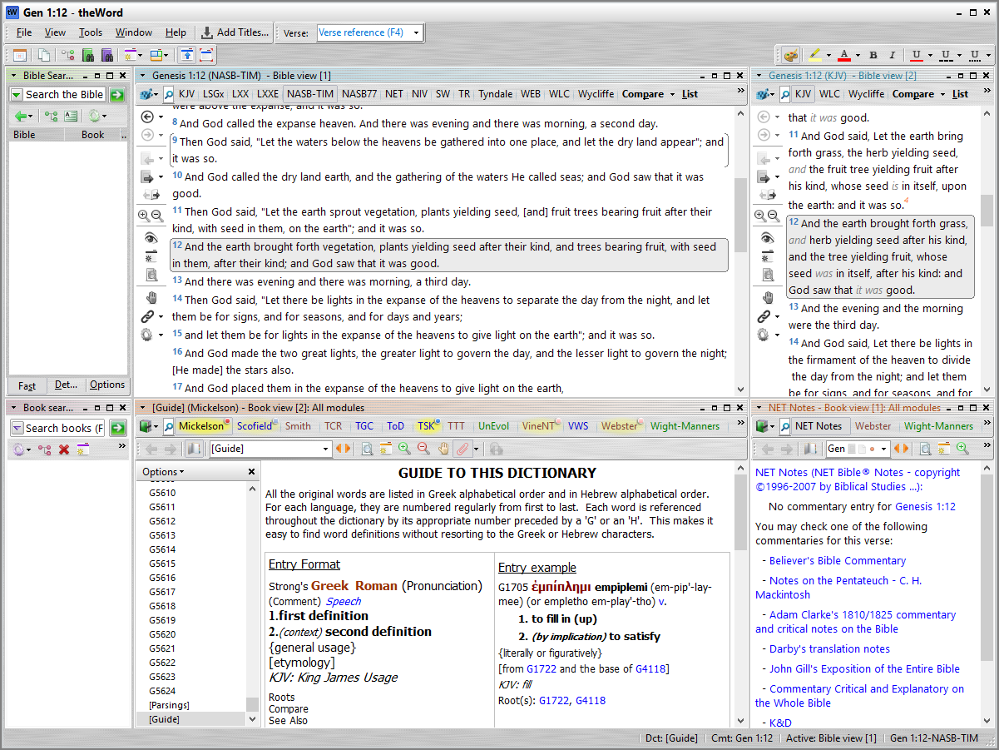 Gen 1:12 - theWord
File View Tools Window Help Add Titles... Verse: Verse reference (F4)
Bible Sear...
Search the Bible
Bible Book ..
Fast Det... Options
Genesis 1:12 (NASB-TIM) - Bible view [1]
KJV LSGx LXX LXXE NASB-TIM NASB77 NET NIV SW TR Tyndale WEB WLC Wycliffe Compare List
were above the expanse; and it was so.
8 And God called the expanse heaven. And there was evening and there was morning, a second day.
9 Then God said, "Let the waters below the heavens be gathered into one place, and let the dry land appear"; and
it was so.
10 And God called the dry land earth, and the gathering of the waters He called seas; and God saw that it was
good.
11 Then God said, "Let the earth sprout vegetation, plants yielding seed, [and] fruit trees bearing fruit after their
kind, with seed in them, on the earth"; and it was so.
12 And the earth brought forth vegetation, plants yielding seed after their kind, and trees bearing fruit, with seed
in them, after their kind; and God saw that it was good.
13 And there was evening and there was morning, a third day.
14 Then God said, "Let there be lights in the expanse of the heavens to separate the day from the night, and let
them be for signs, and for seasons, and for days and years;
15 and let them be for lights in the expanse of the heavens to give light on the earth"; and it was so.
16 And God made the two great lights, the greater light to govern the day, and the lesser light to govern the night;
[He made] the stars also.
17 And God placed them in the expanse of the heavens to give light on the earth,
Genesis 1:12 (KJV) - Bible view [2]
KJV WLC Wycliffe Compare List
that it was good.
11 And God said, Let the earth bring
forth grass, the herb yielding seed,
and the fruit tree yielding fruit after
his kind, whose seed is in itself, upon
the earth: and it was so.4
12 And the earth brought forth grass,
and herb yielding seed after his kind,
and the tree yielding fruit, whose
seed was in itself, after his kind: and
God saw that it was good.
13 And the evening and the morning
were the third day.
14 And God said, Let there be lights in
the firmament of the heaven to divide
the day from the night; and let them
be for signs, and for seasons, and for
Book sear...
Search books (F
[Guide] (Mickelson) - Book view [2]: All modules
Mickelson Scofield Smith TCR TGC ToD TSK TTT UnEvol VineNT VWS Webster Wight-Manners
[Guide]
Options
G5609
G5610
G5611
G5612
G5613
G5614
G5615
G5616
G5617
G5618
G5619
G5620
G5621
G5622
G5623
G5624
[Parsings]
[Guide]
GUIDE TO THIS DICTIONARY
All the original words are listed in Greek alphabetical order and in Hebrew alphabetical order.
For each language, they are numbered regularly from first to last. Each word is referenced
throughout the dictionary by its appropriate number preceded by a 'G' or an 'H'. This makes it
easy to find word definitions without resorting to the Greek or Hebrew characters.
Entry Format
Strong's Greek Roman (Pronunciation)
(Comment) Speech
1.first definition
2.(context) second definition
{general usage}
[etymology]
KJV: King James Usage
Roots
Compare
See Also
Entry example
G1705 ἐμπίπλημι empiplemi (em-pip'-lay-
mee) (or empletho em-play'-tho) v.
1. to fill in (up)
2. (by implication) to satisfy
{literally or figuratively}
[from G1722 and the base of G4118]
KJV: fill
Root(s): G1722, G4118
NET Notes - Book view [1]: All modules
NET Notes Webster Wight-Manners
Gen
NET Notes (NET Bible® Notes - copyright
©1996-2007 by Biblical Studies ...):
No commentary entry for Genesis 1:12
You may check one of the following
commentaries for this verse:
- Believer's Bible Commentary
- Notes on the Pentateuch - C. H.
Mackintosh
- Adam Clarke's 1810/1825 commentary
and critical notes on the Bible
- Darby's translation notes
- John Gill's Exposition of the Entire Bible
- Commentary Critical and Explanatory on
the Whole Bible
- K&D
Dct: [Guide] Cmt: Gen 1:12 Active: Bible view [1] Gen 1:12-NASB-TIM